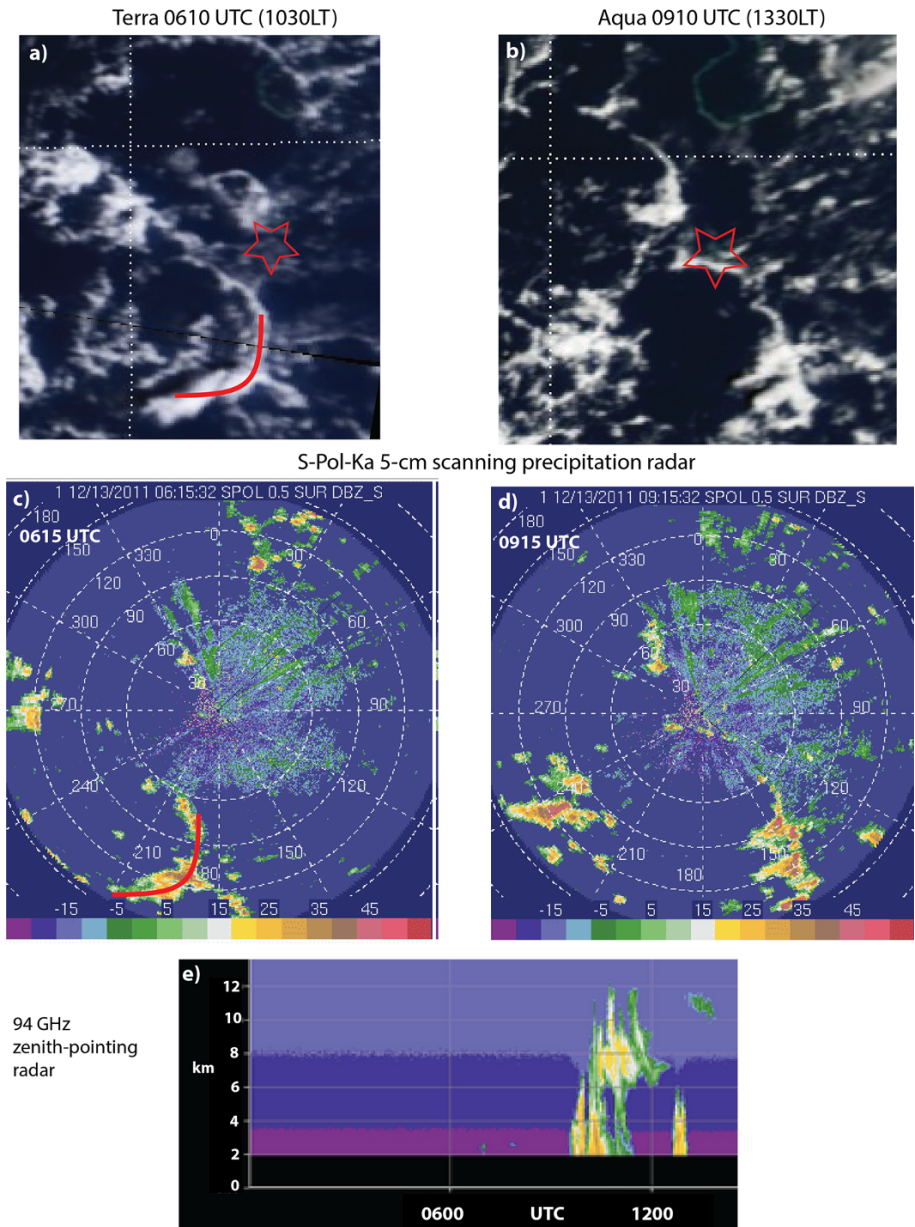 Terra 0610 UTC (1030LT)
Aqua 0910 UTC (1330LT)
a)
b)
S-Pol-Ka 5-cm scanning precipitation radar
c)
1 12/13/2011 06:15:32 SPOL 0.5 SUR DBZ_S
0615 UTC
180
150
120
90
60
30
0
30
60
90
120
150
180
210
240
270
300
330
-15 -5 5 15 25 35 45
d)
1 12/13/2011 09:15:32 SPOL 0.5 SUR DBZ_S
0915 UTC
180
150
120
90
60
30
0
30
60
90
120
150
180
210
240
270
300
330
-15 -5 5 15 25 35 45
94 GHz
zenith-pointing
radar
e)
12
10
km
8
6
4
2
0
0600 UTC 1200